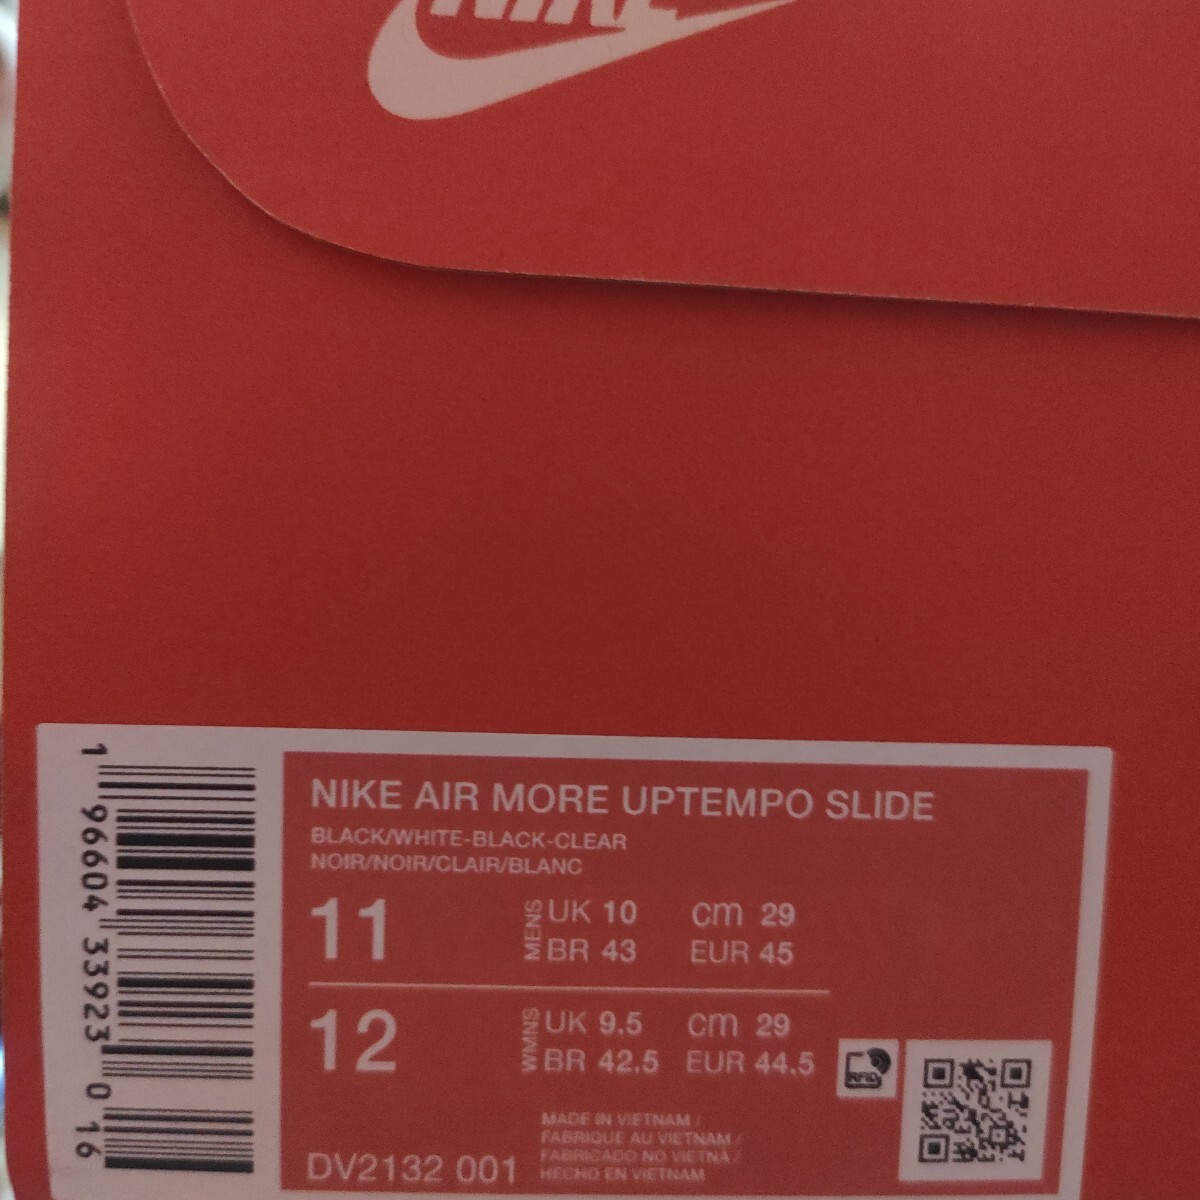 NIKE
NIKE AIR MORE UPTEMPO SLIDE
BLACK/WHITE-BLACK-CLEAR
NOIR/NOIR/CLAIR/BLANC
11 MENS UK 10 cm 29
BR 43 EUR 45
12 WMNS UK 9.5 cm 29
BR 42.5 EUR 44.5
RFID
MADE IN VIETNAM /
FABRIQUE AU VIETNAM /
FABRICADO NO VIETNÃ /
HECHO EN VIETNAM
DV2132 001
1 96604 33923 0 16